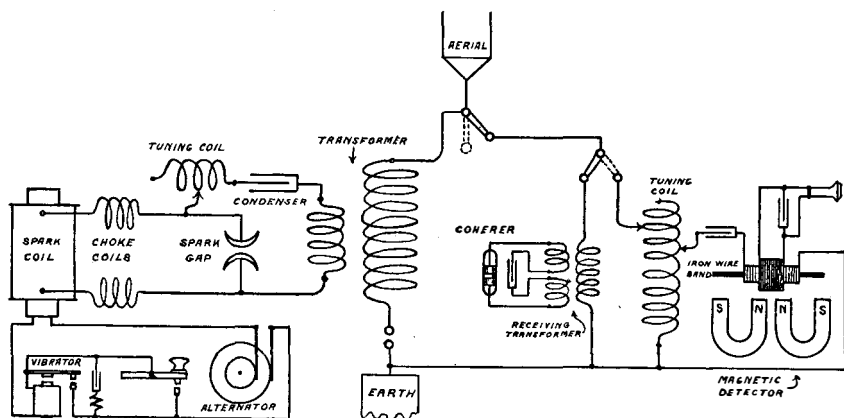 AERIAL
TRANSFORMER
TUNING COIL
CONDENSER
TUNING
COIL
SPARK
COIL
CHOKE
COILS
SPARK
GAP
COHERER
IRON WIRE
BAND
S N N S
RECEIVING
TRANSFORMER
VIBRATOR
ALTERNATOR
EARTH
MAGNETIC
DETECTOR